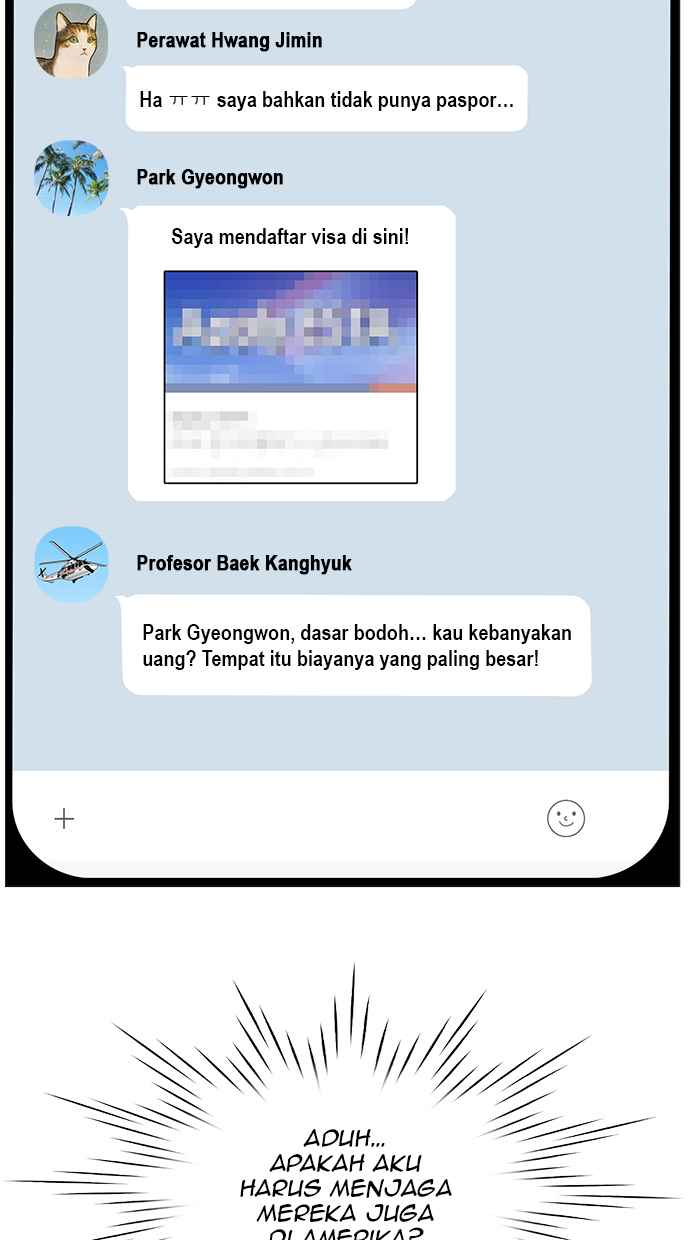 Perawat Hwang Jimin
Ha ㅠㅠ saya bahkan tidak punya paspor...
Park Gyeongwon
Saya mendaftar visa di sini!
Profesor Baek Kanghyuk
Park Gyeongwon, dasar bodoh... kau kebanyakan
uang? Tempat itu biayanya yang paling besar!
ADUH...
APAKAH AKU
HARUS MENJAGA
MEREKA JUGA
DI AMERIKA?